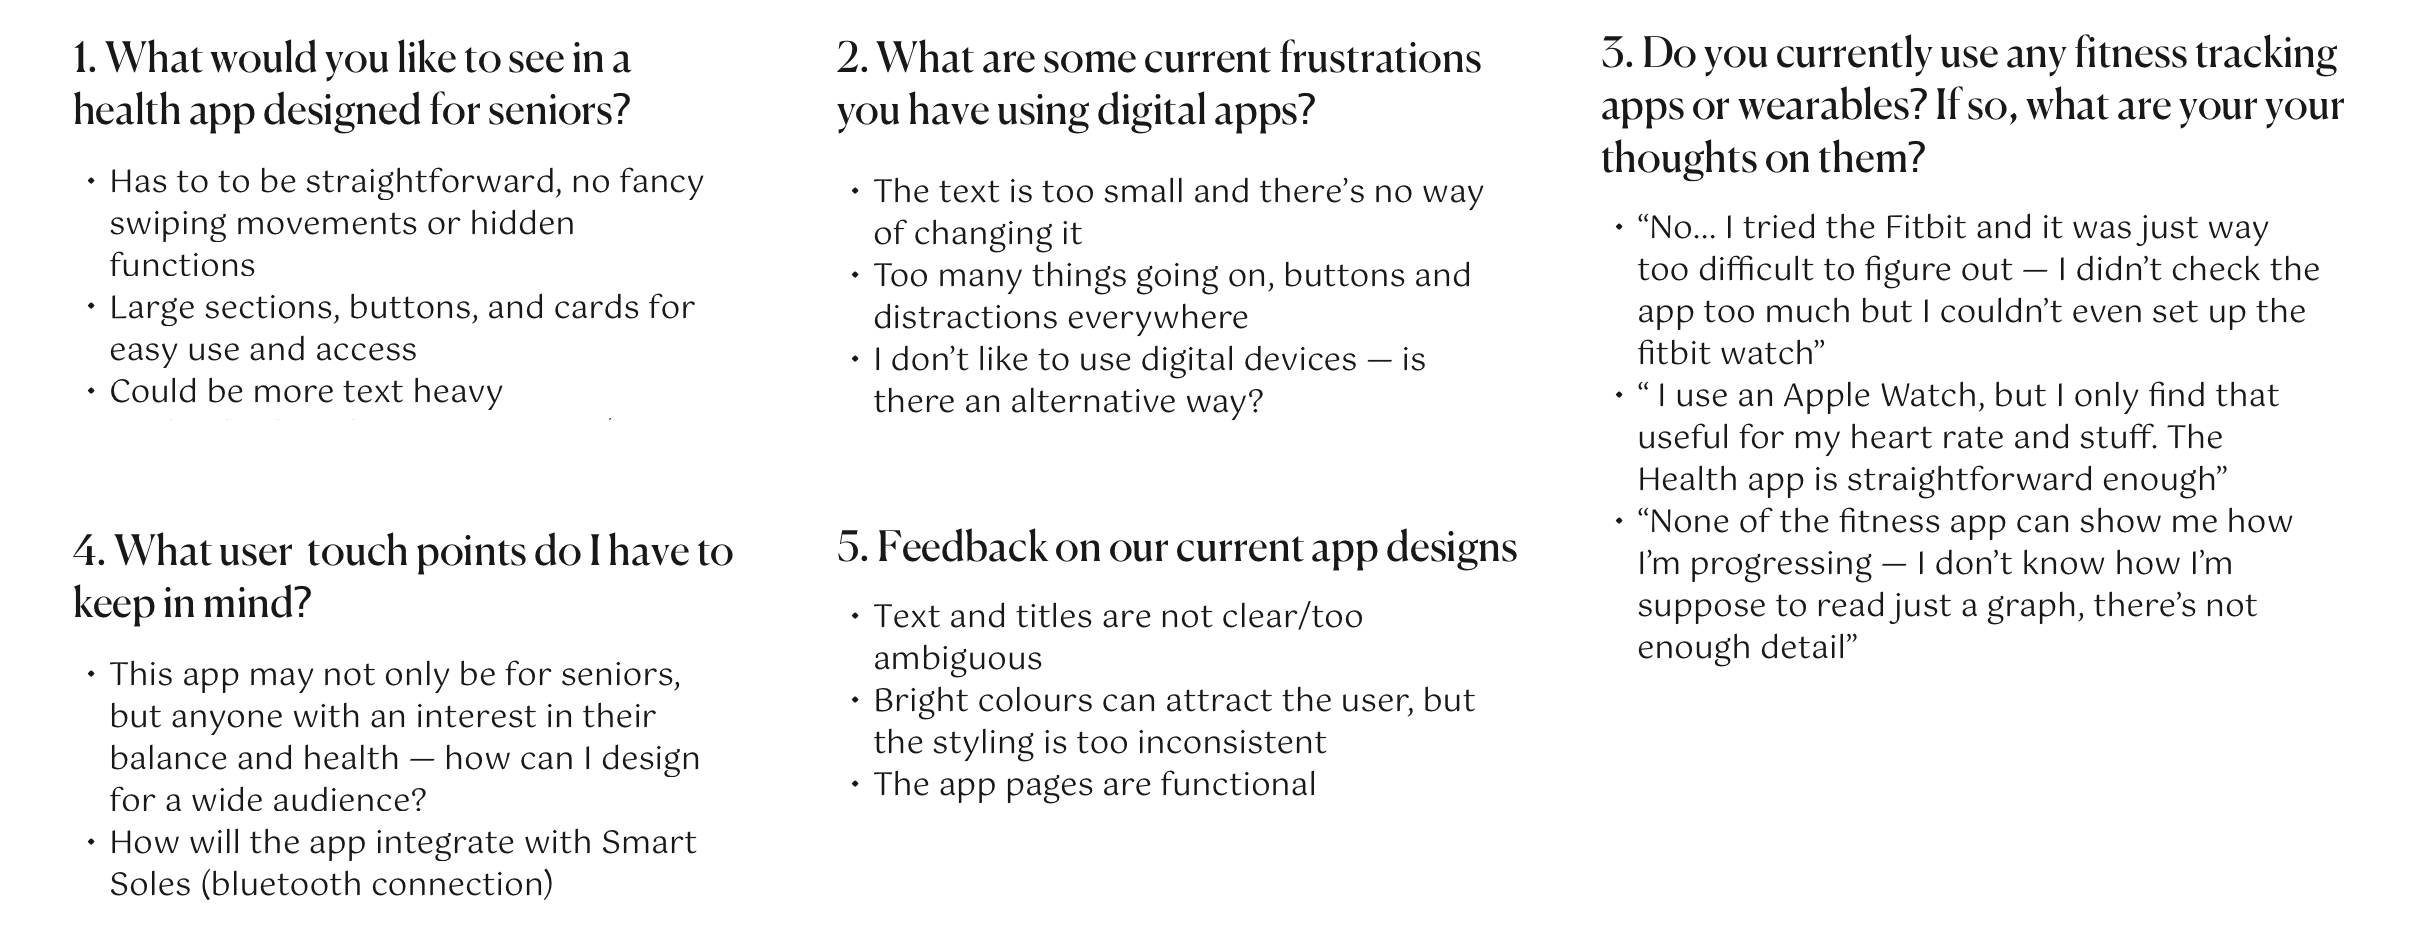 1. What would you like to see in a
health app designed for seniors?
• Has to to be straightforward, no fancy
swiping movements or hidden
functions
• Large sections, buttons, and cards for
easy use and access
• Could be more text heavy
2. What are some current frustrations
you have using digital apps?
• The text is too small and there’s no way
of changing it
• Too many things going on, buttons and
distractions everywhere
• I don’t like to use digital devices — is
there an alternative way?
3. Do you currently use any fitness tracking
apps or wearables? If so, what are your your
thoughts on them?
• “No... I tried the Fitbit and it was just way
too difficult to figure out — I didn’t check the
app too much but I couldn’t even set up the
fitbit watch”
• “ I use an Apple Watch, but I only find that
useful for my heart rate and stuff. The
Health app is straightforward enough”
• “None of the fitness app can show me how
I’m progressing — I don’t know how I’m
suppose to read just a graph, there’s not
enough detail”
4. What user  touch points do I have to
keep in mind?
• This app may not only be for seniors,
but anyone with an interest in their
balance and health — how can I design
for a wide audience?
• How will the app integrate with Smart
Soles (bluetooth connection)
5. Feedback on our current app designs
• Text and titles are not clear/too
ambiguous
• Bright colours can attract the user, but
the styling is too inconsistent
• The app pages are functional